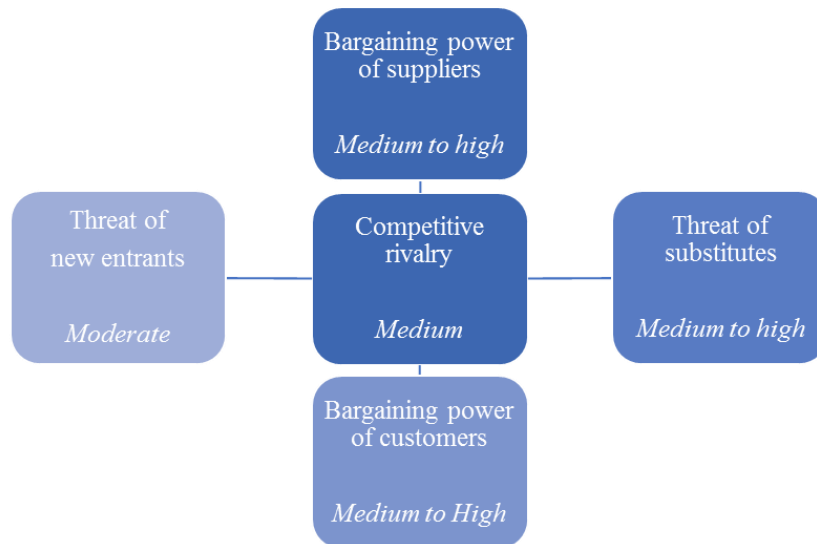 Bargaining power
of suppliers
Medium to high
Threat of
new entrants
Moderate
Competitive
rivalry
Medium
Threat of
substitutes
Medium to high
Bargaining power
of customers
Medium to High